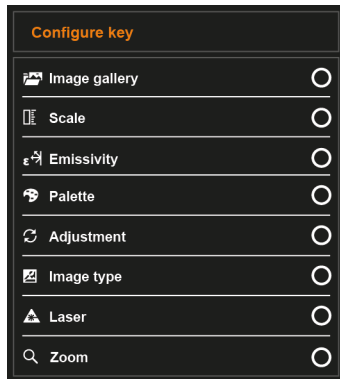 Configure key
Image gallery
Scale
ε Emissivity
Palette
Adjustment
Image type
Laser
Zoom